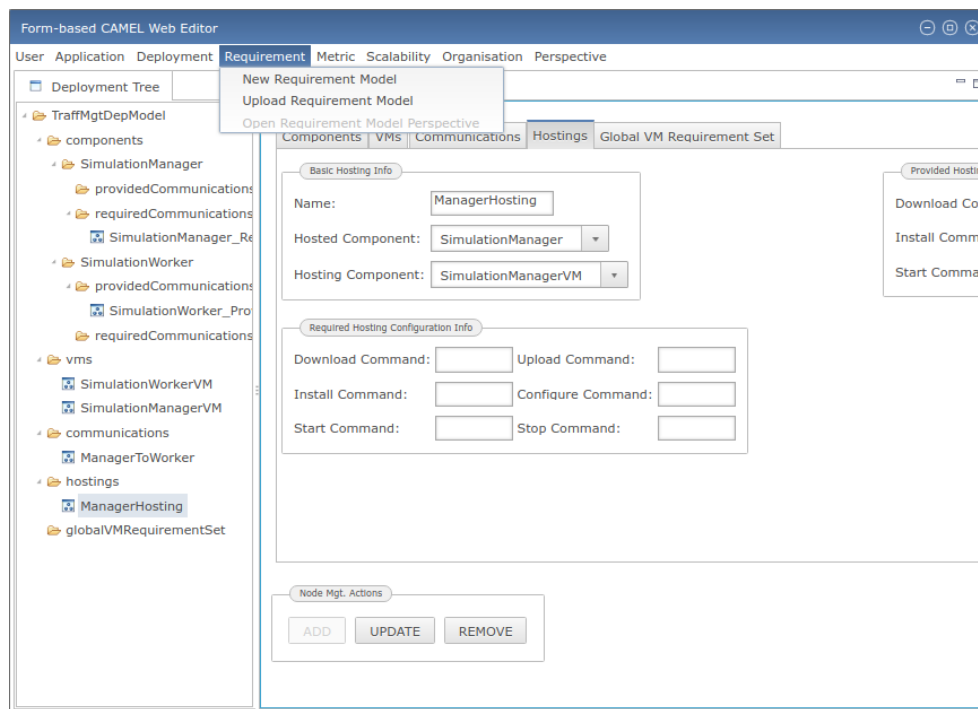 Form-based CAMEL Web Editor
User Application Deployment Requirement Metric Scalability Organisation Perspective
New Requirement Model
Upload Requirement Model
Open Requirement Model Perspective
Deployment Tree
TraffMgtDepModel
components
SimulationManager
providedCommunications
requiredCommunications
SimulationManager_Re
SimulationWorker
providedCommunications
SimulationWorker_Pro
requiredCommunications
vms
SimulationWorkerVM
SimulationManagerVM
communications
ManagerToWorker
hostings
ManagerHosting
globalVMRequirementSet
Components VMs Communications Hostings Global VM Requirement Set
Basic Hosting Info
Name: ManagerHosting
Hosted Component: SimulationManager
Hosting Component: SimulationManagerVM
Provided Hostin
Download Co
Install Comm
Start Comma
Required Hosting Configuration Info
Download Command: Upload Command:
Install Command: Configure Command:
Start Command: Stop Command:
Node Mgt. Actions
ADD UPDATE REMOVE